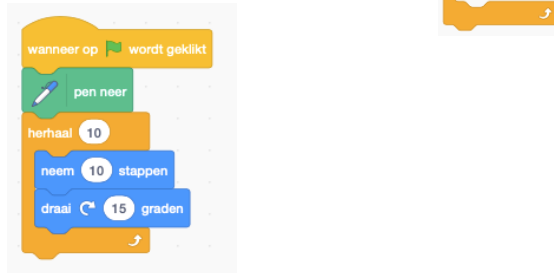 wanneer op wordt geklikt
pen neer
herhaal 10
neem 10 stappen
draai 15 graden